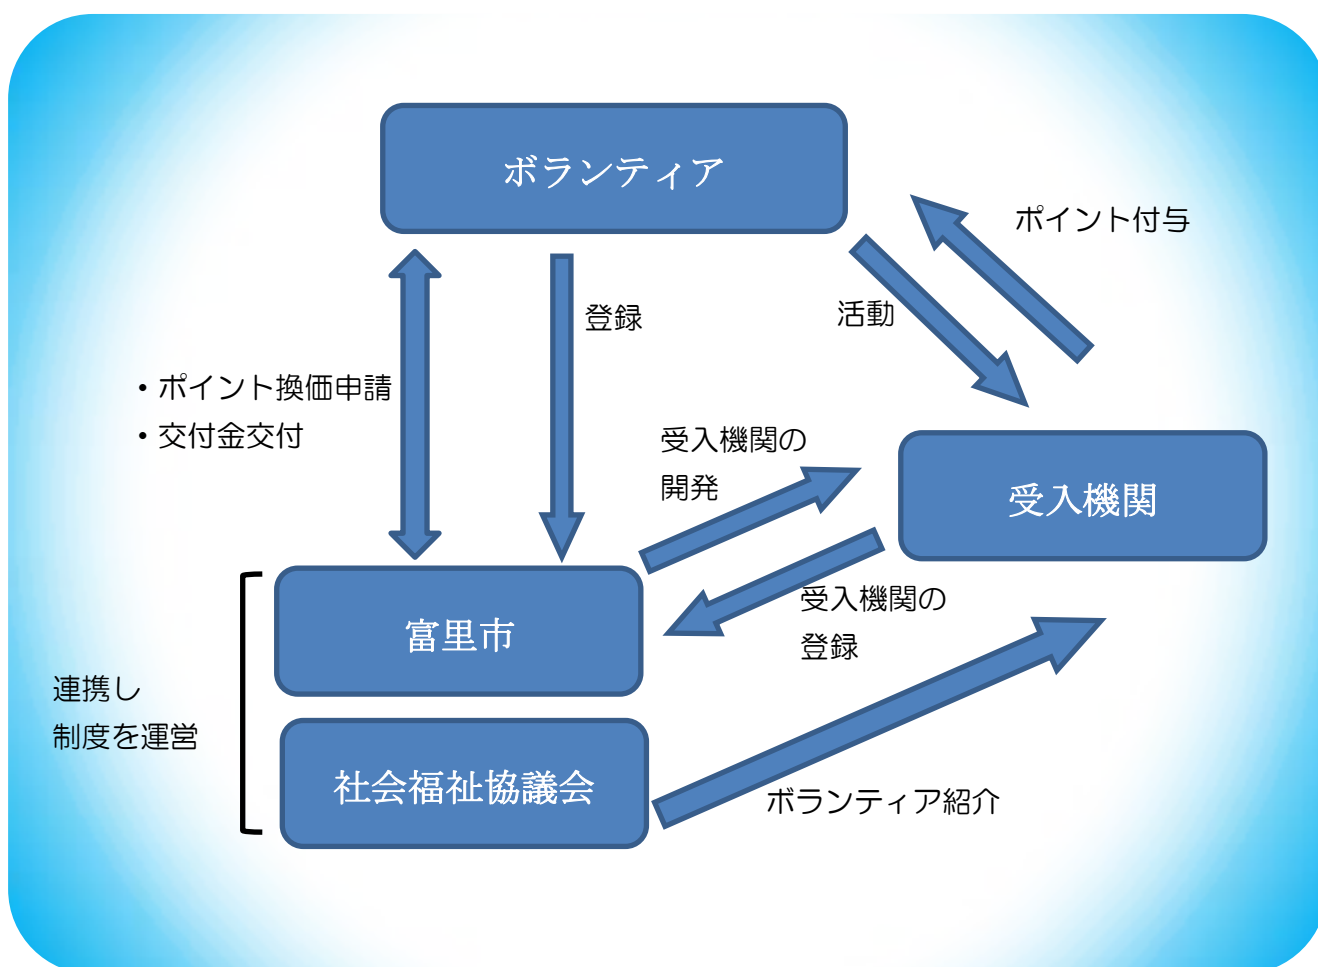 ボランティア
ポイント付与
登録
活動
・ポイント換価申請
・交付金交付
受入機関の
開発
受入機関
富里市
受入機関の
登録
連携し
制度を運営
社会福祉協議会
ボランティア紹介